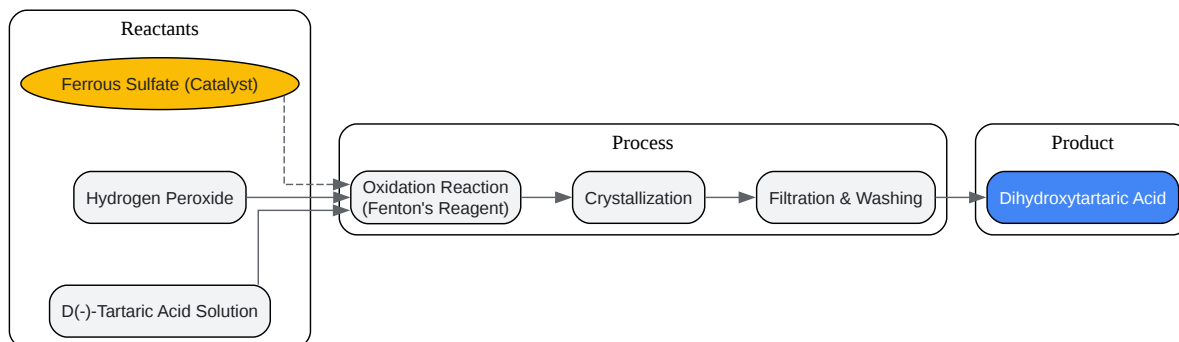 Reactants
Ferrous Sulfate (Catalyst)
Hydrogen Peroxide
D(-)-Tartaric Acid Solution
Process
Oxidation Reaction
(Fenton's Reagent)
Crystallization
Filtration & Washing
Product
Dihydroxytartaric Acid